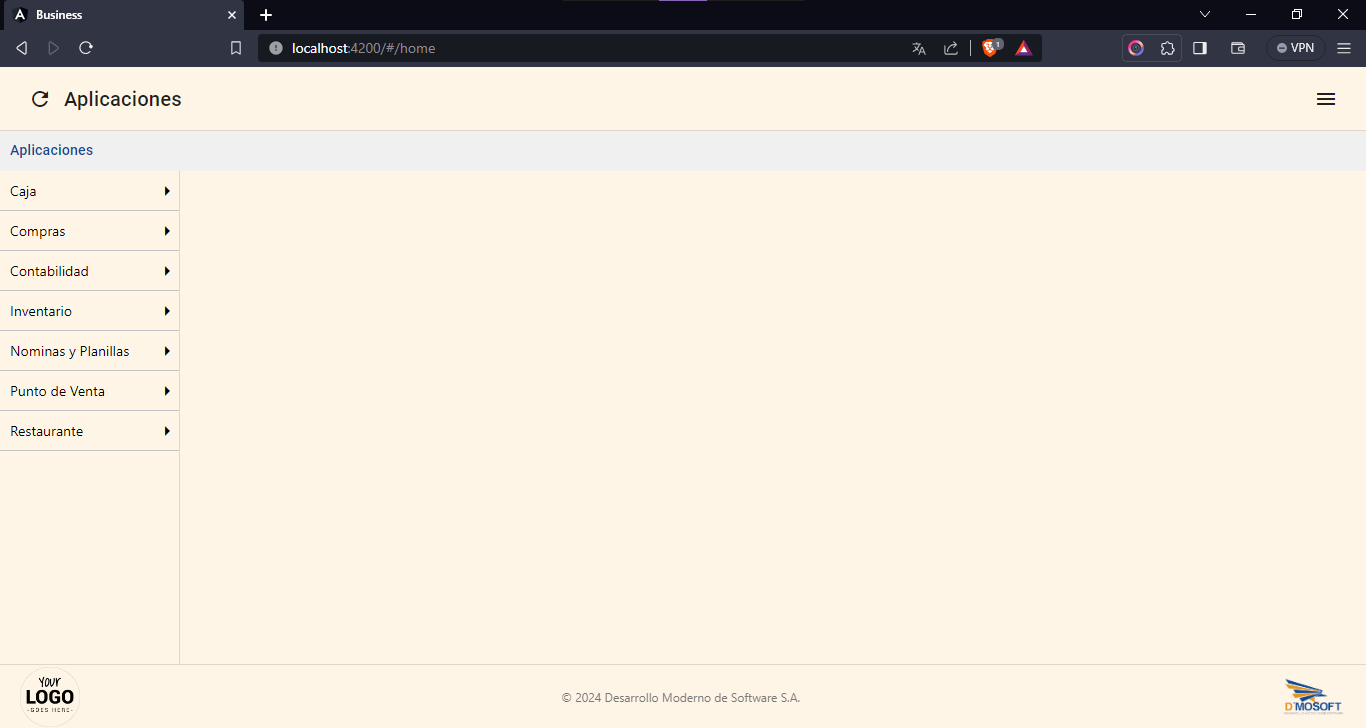 Business
localhost:4200/#/home
1
VPN
Aplicaciones
Aplicaciones
Caja
Compras
Contabilidad
Inventario
Nominas y Planillas
Punto de Venta
Restaurante
YOUR
LOGO
-GOES HERE-
© 2024 Desarrollo Moderno de Software S.A.
D'MOSOFT